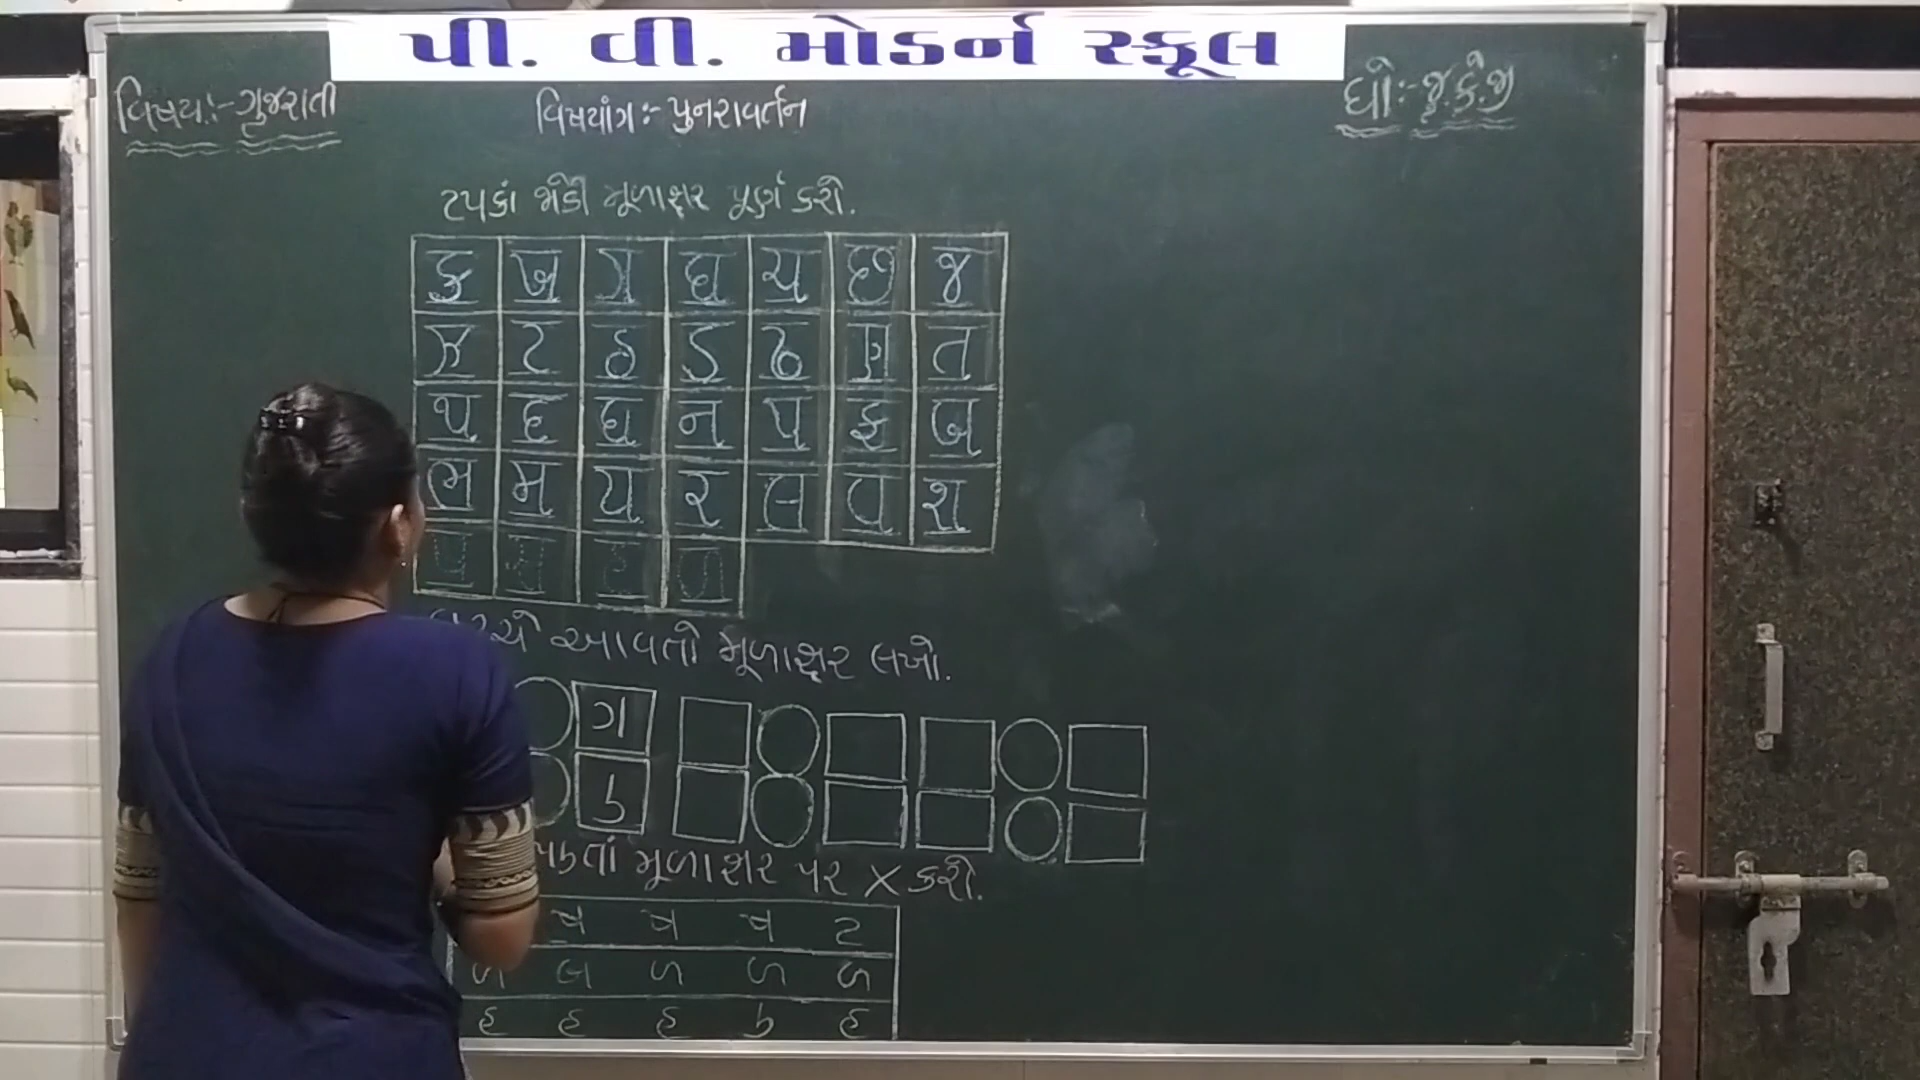 પી. વી. મોડર્ન સ્કૂલ
વિષય:- ગુજરાતી
વિષયાંગ:- પુનરાવર્તન
ધો:- જુ.કે.જી
ટપકાં જોડી મૂળાક્ષર પૂર્ણ કરો.
ક ખ ગ ઘ ચ છ જ
ઝ ટ ઠ ડ ઢ ણ ત
થ દ ધ ન પ ફ બ
ભ મ ય ર લ વ શ
ષ સ હ ળ
આવતો મૂળાક્ષર લખો.
ગ
ડ
મૂળાક્ષર પર X કરો.
ષ ષ ષ ટ
ળ લ ળ ળ ળ
હ હ હ ડ હ